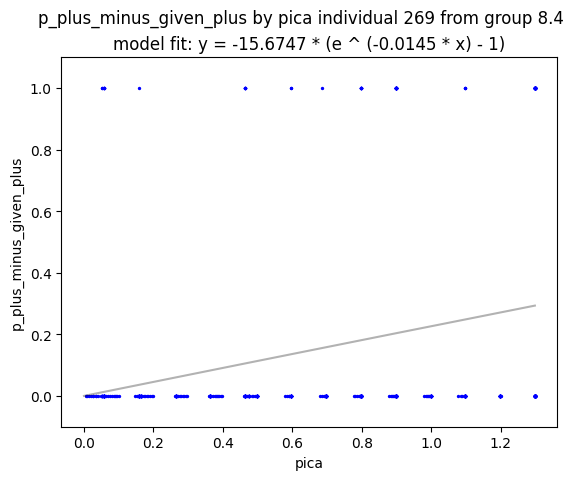 p_plus_minus_given_plus by pica individual 269 from group 8.4
model fit: y = -15.6747 * (e ^ (-0.0145 * x) - 1)
1.0
0.8
0.6
0.4
0.2
0.0
p_plus_minus_given_plus
0.0 0.2 0.4 0.6 0.8 1.0 1.2
pica